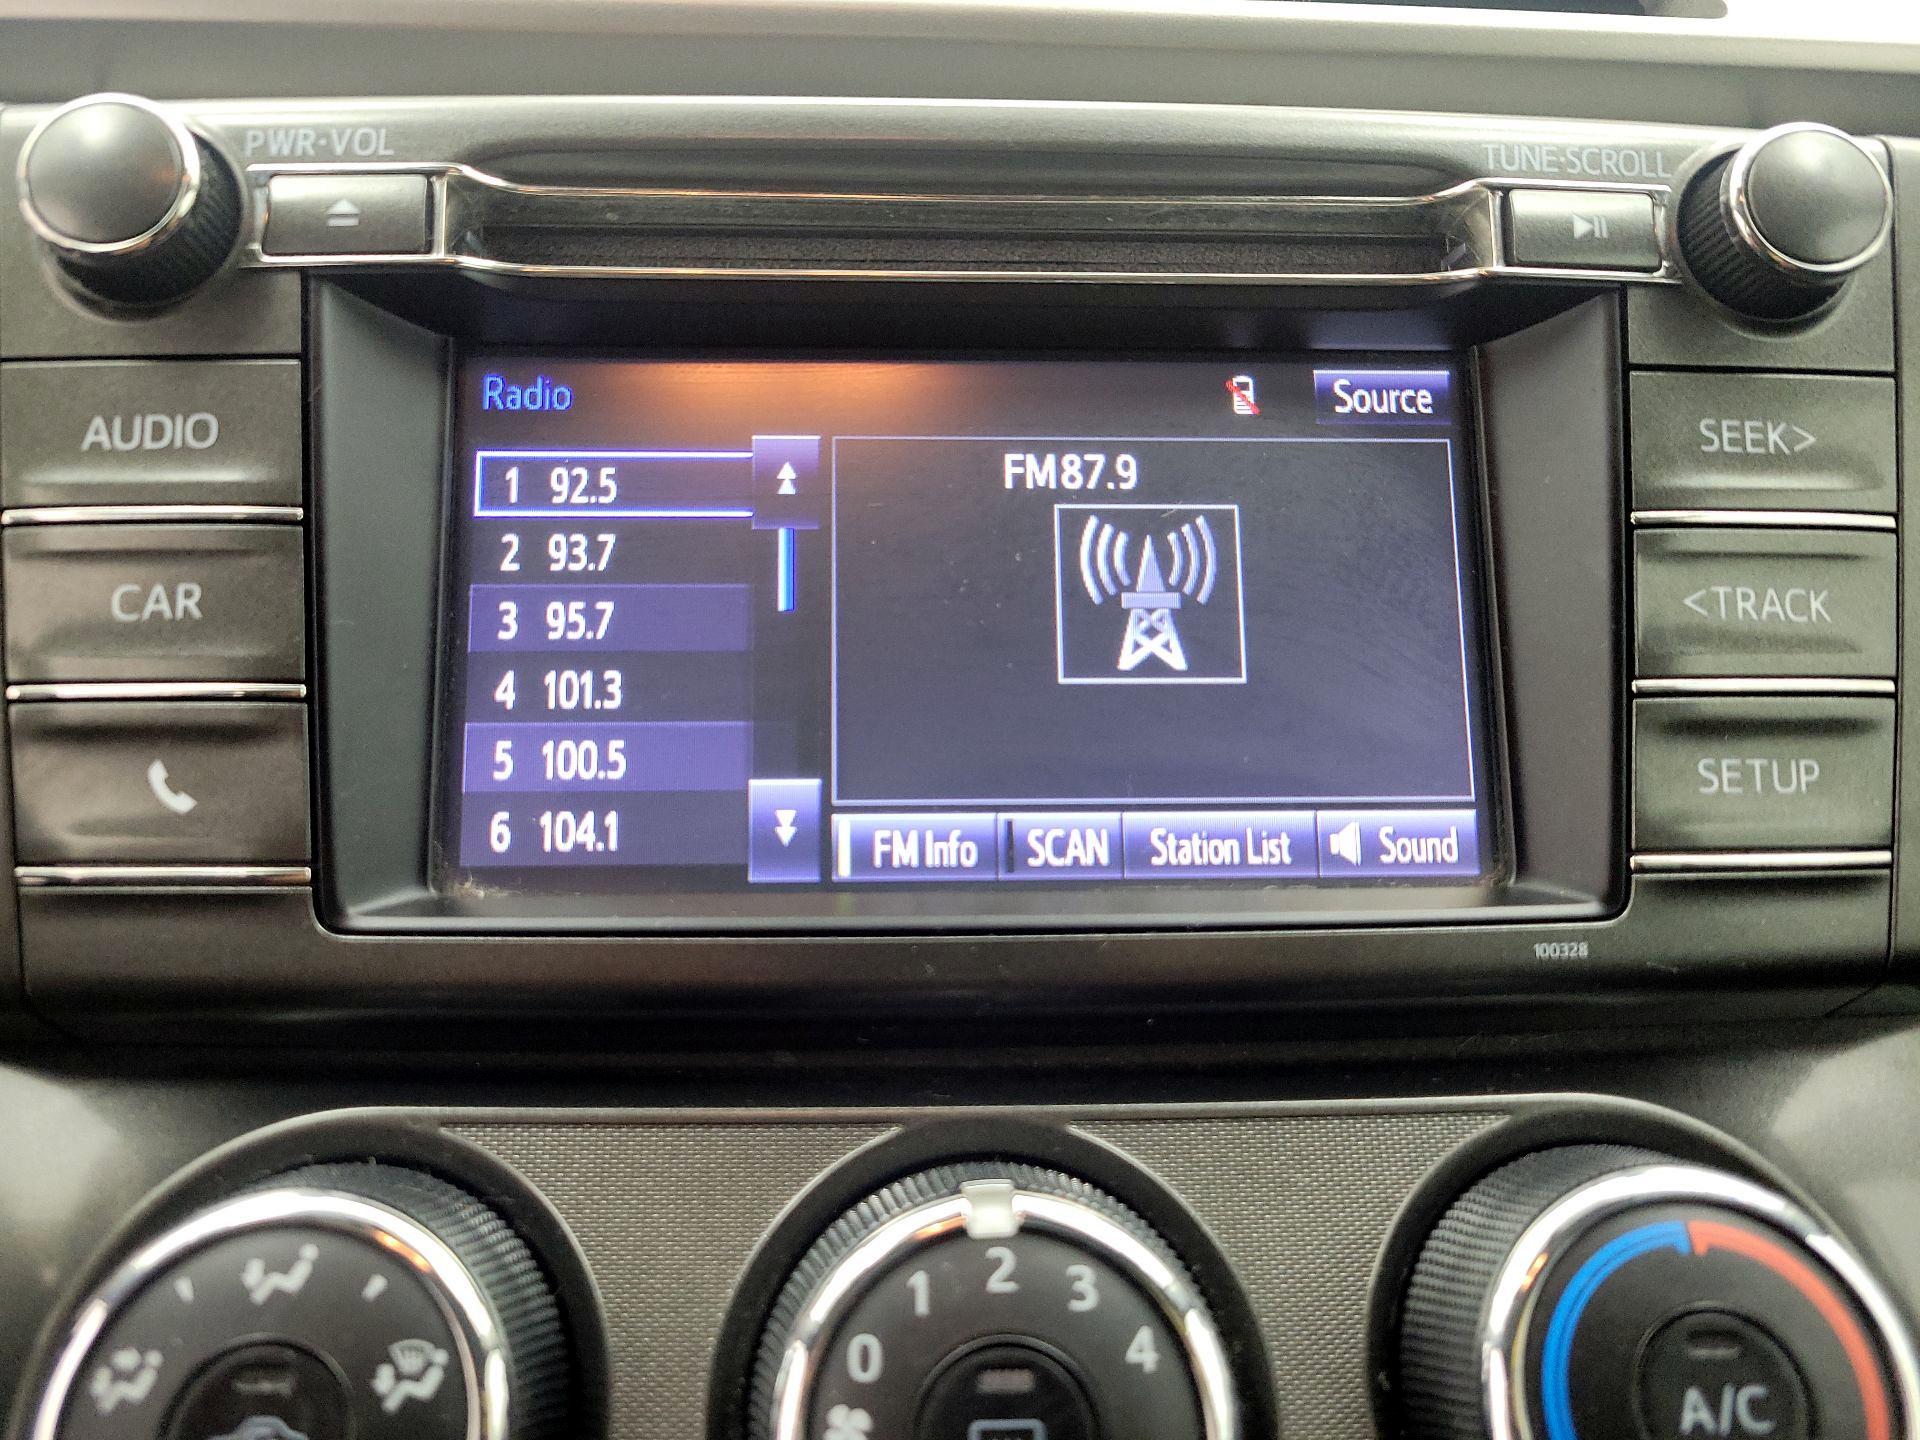 PWR·VOL
TUNE·SCROLL
AUDIO
CAR
Radio
Source
1 92.5
2 93.7
3 95.7
4 101.3
5 100.5
6 104.1
FM87.9
FM Info
SCAN
Station List
Sound
SEEK>
<TRACK
SETUP
100328
0 1 2 3 4
A/C